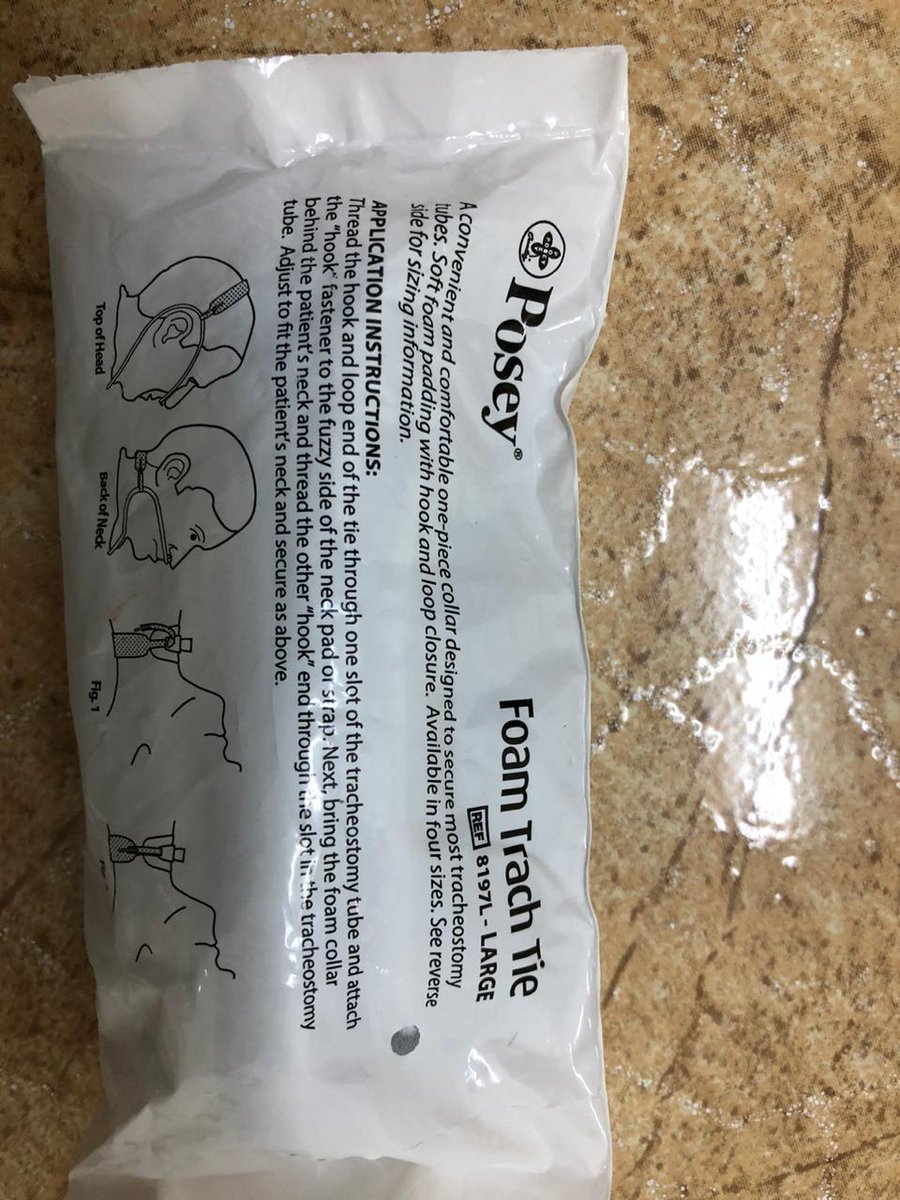 Posey®
Foam Trach Tie
REF 8197L - LARGE
A convenient and comfortable one-piece collar designed to secure most tracheostomy
tubes. Soft foam padding with hook and loop closure. Available in four sizes. See reverse
side for sizing information.
APPLICATION INSTRUCTIONS:
Thread the hook and loop end of the tie through one slot of the tracheostomy tube and attach
the "hook" fastener to the fuzzy side of the neck pad or strap. Next, bring the foam collar
behind the patient's neck and thread the other "hook" end through the slot in the tracheostomy
tube. Adjust to fit the patient's neck and secure as above.
Top of Head
Back of Neck
Fig. 1